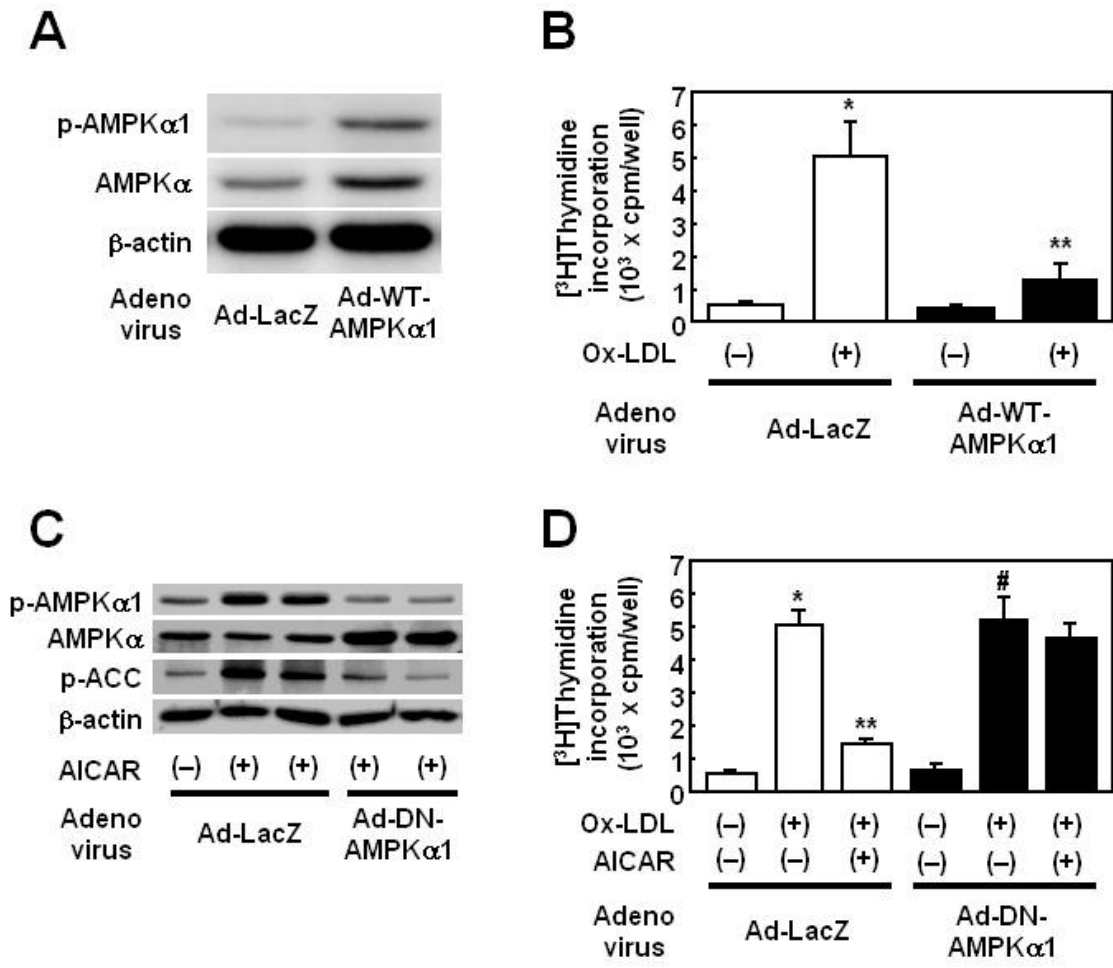 A
p-AMPKα1
AMPKα
β-actin
Adeno
virus
Ad-LacZ
Ad-WT-
AMPKα1
B
[³H]Thymidine
incorporation
(10³ x cpm/well)
7
6
5
4
3
2
1
0
*
**
Ox-LDL (–) (+) (–) (+)
Adeno
virus
Ad-LacZ
Ad-WT-
AMPKα1
C
p-AMPKα1
AMPKα
p-ACC
β-actin
AICAR (–) (+) (+) (+) (+)
Adeno
virus
Ad-LacZ
Ad-DN-
AMPKα1
D
[³H]Thymidine
incorporation
(10³ x cpm/well)
7
6
5
4
3
2
1
0
*
**
#
Ox-LDL (–) (+) (+) (–) (+) (+)
AICAR (–) (–) (+) (–) (–) (+)
Adeno
virus
Ad-LacZ
Ad-DN-
AMPKα1